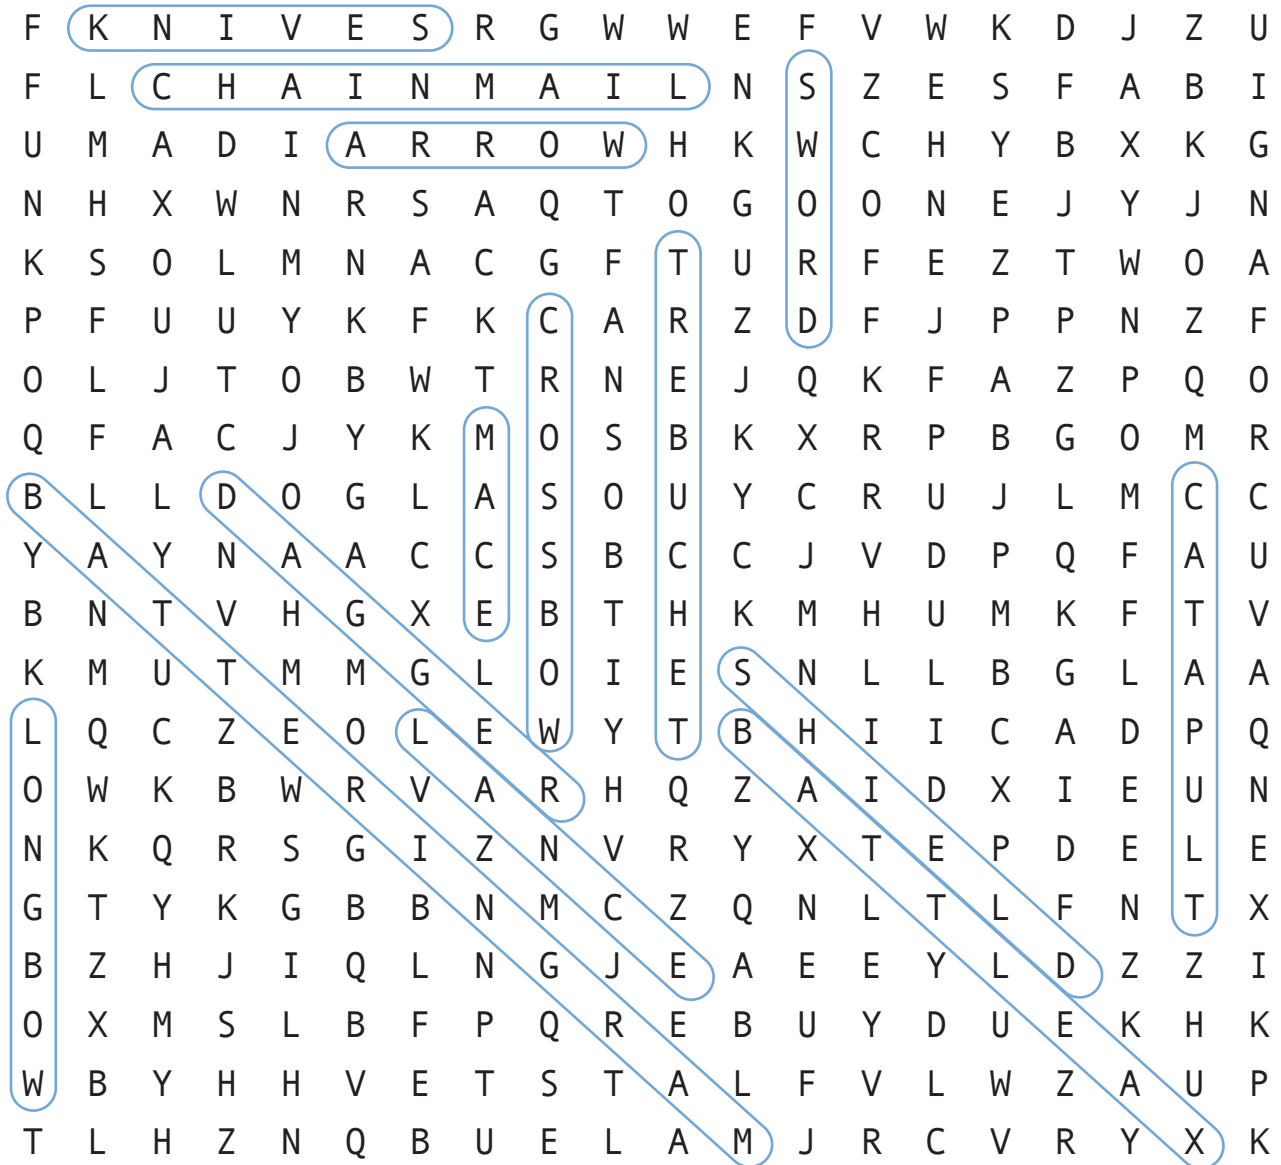 F K N I V E S R G W W E F V W K D J Z U
F L C H A I N M A I L N S Z E S F A B I
U M A D I A R R O W H K W C H Y B X K G
N H X W N R S A Q T O G O O N E J Y J N
K S O L M N A C G F T U R F E Z T W O A
P F U U Y K F K C A R Z D F J P P N Z F
O L J T O B W T R N E J Q K F A Z P Q O
Q F A C J Y K M O S B K X R P B G O M R
B L L D O G L A S O U Y C R U J L M C C
Y A Y N A A C C S B C C J V D P Q F A U
B N T V H G X E B T H K M H U M K F T V
K M U T M M G L O I E S N L L B G L A A
L Q C Z E O L E W Y T B H I I C A D P Q
O W K B W R V A R H Q Z A I D X I E U N
N K Q R S G I Z N V R Y X T E P D E L E
G T Y K G B B N M C Z Q N L T L F N T X
B Z H J I Q L N G J E A E E Y L D Z Z I
O X M S L B F P Q R E B U Y D U E K H K
W B Y H H V E T S T A L F V L W Z A U P
T L H Z N Q B U E L A M J R C V R Y X K